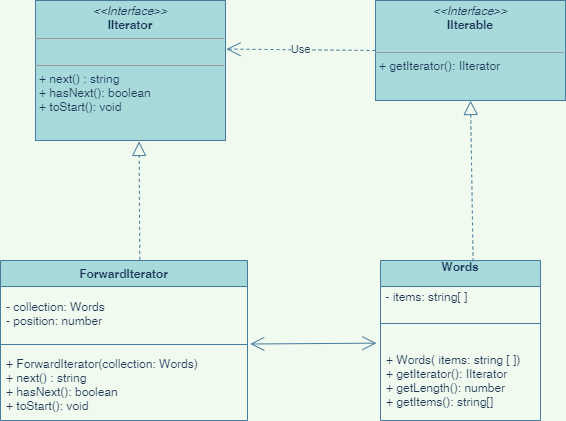 <<Interface>>
IIterator
+ next() : string
+ hasNext(): boolean
+ toStart(): void
Use
<<Interface>>
IIterable
+ getIterator(): IIterator
ForwardIterator
- collection: Words
- position: number
+ ForwardIterator(collection: Words)
+ next() : string
+ hasNext(): boolean
+ toStart(): void
Words
- items: string[ ]
+ Words( items: string [ ])
+ getIterator(): IIterator
+ getLength(): number
+ getItems(): string[]